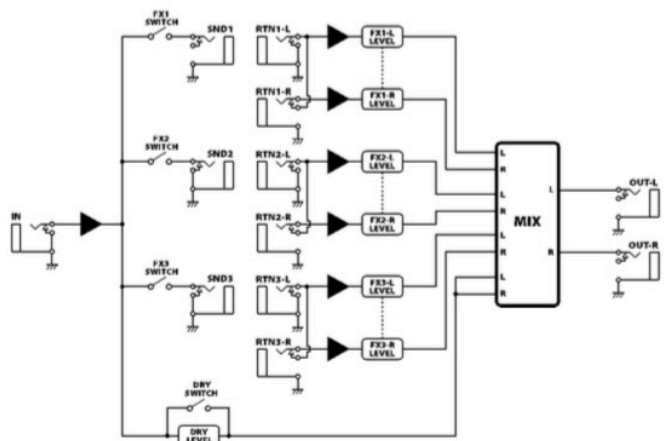 FX1
SWITCH
SND1
RTN1-L
FX1-L
LEVEL
RTN1-R
FX1-R
LEVEL
FX2
SWITCH
SND2
RTN2-L
FX2-L
LEVEL
L
R
L
R
L
R
L
R
MIX
L
R
OUT-L
OUT-R
IN
RTN2-R
FX2-R
LEVEL
FX3
SWITCH
SND3
RTN3-L
FX3-L
LEVEL
RTN3-R
FX3-R
LEVEL
DRY
SWITCH
DRY
LEVEL